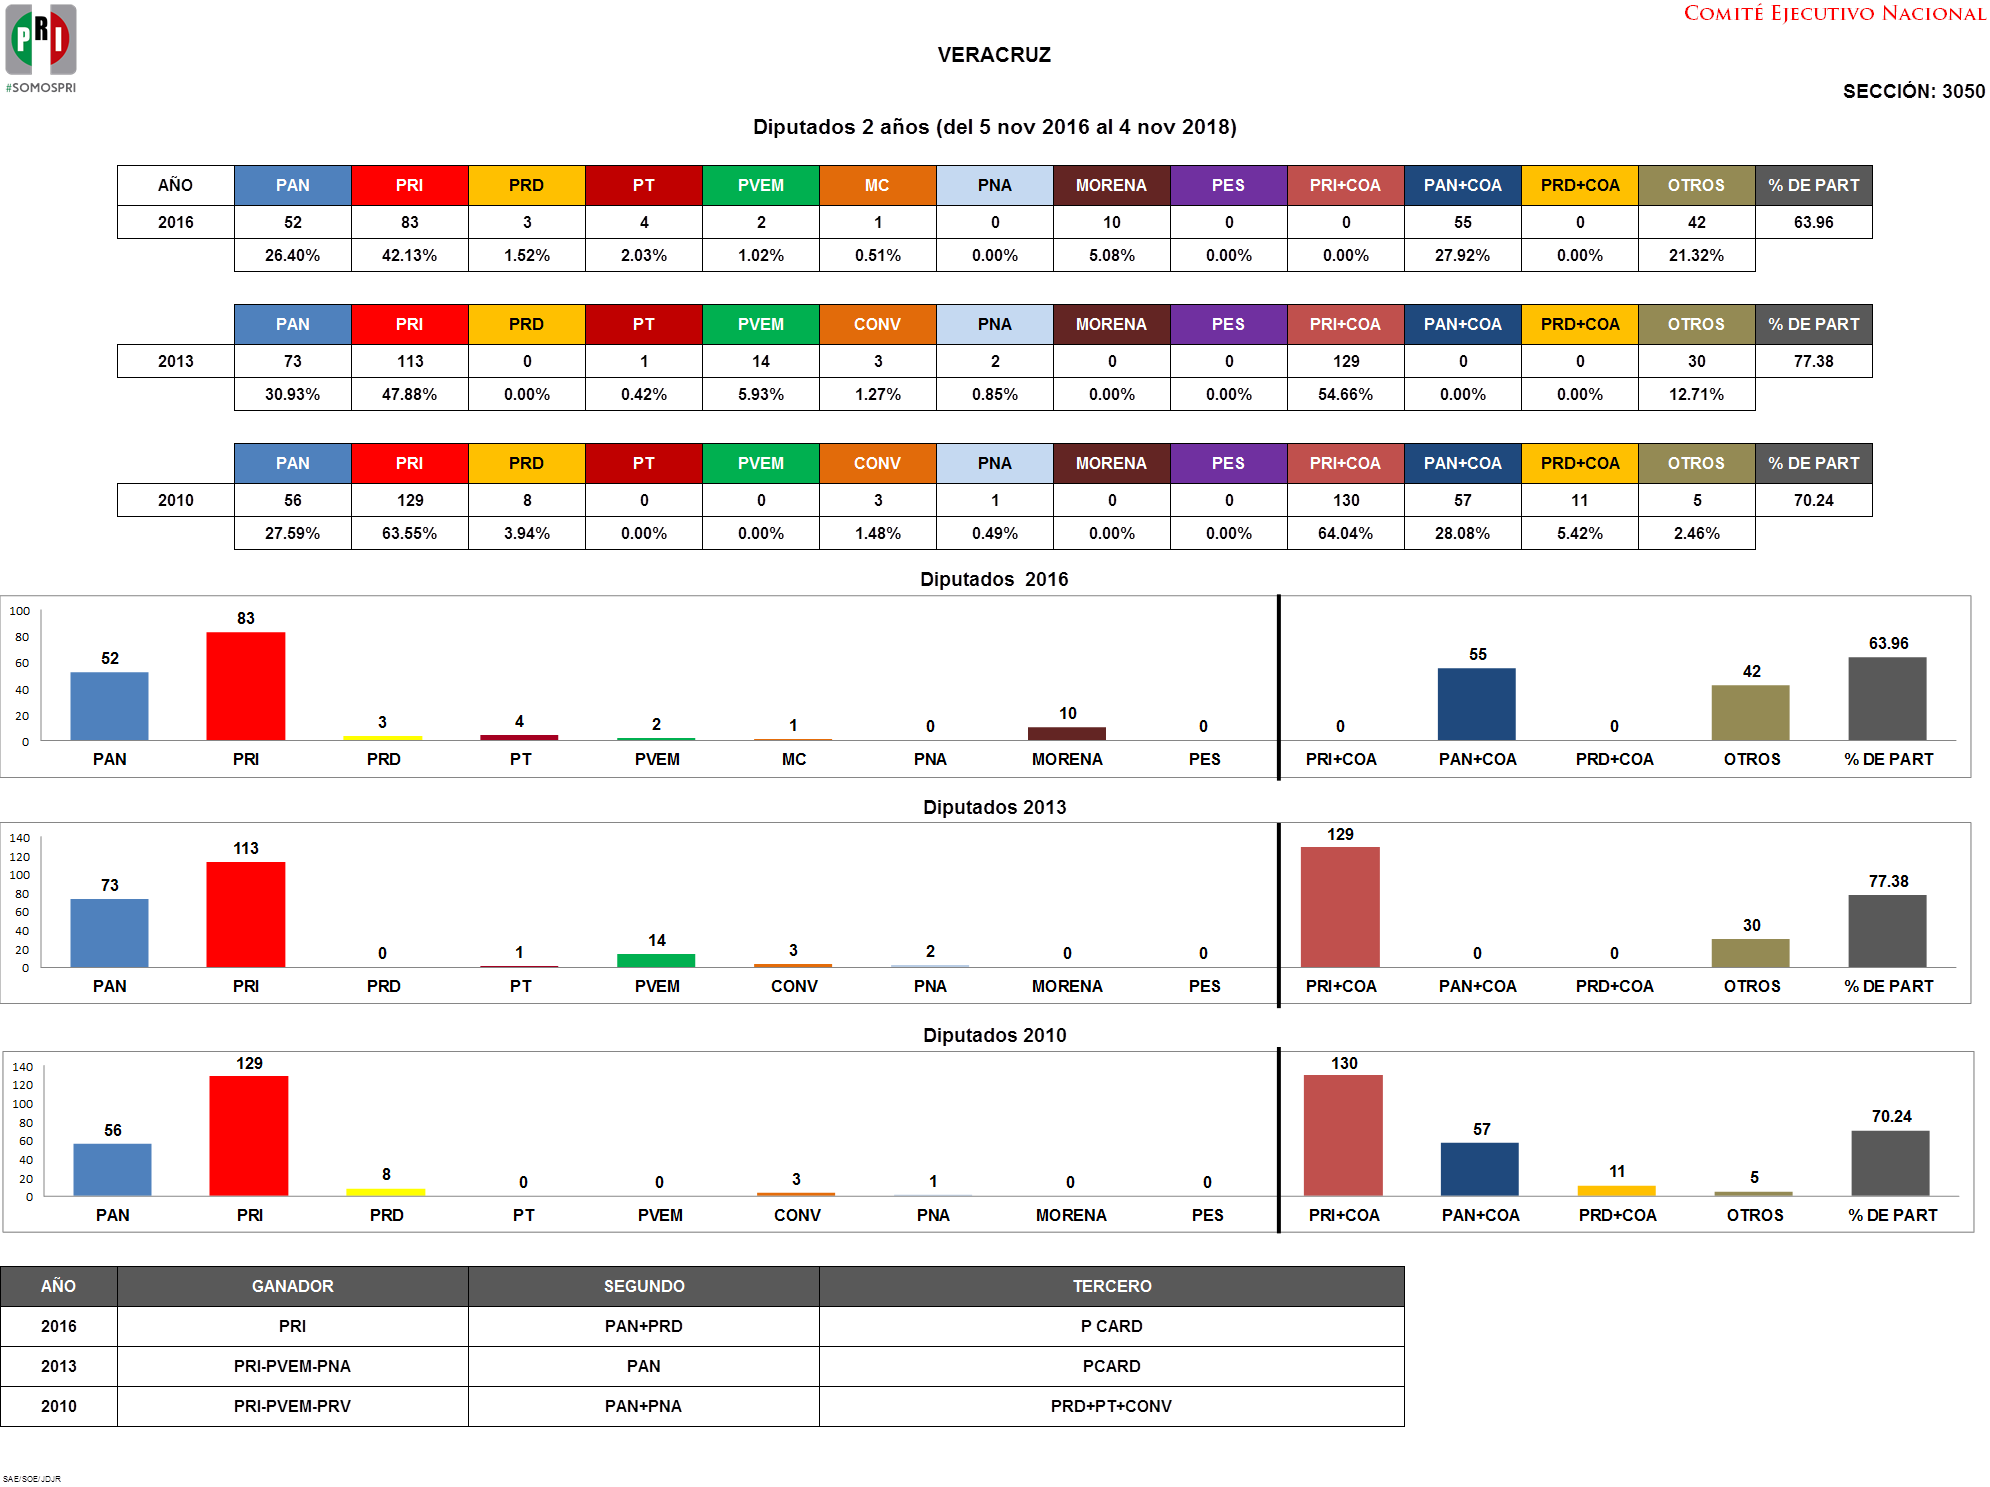 PRI
#SOMOSPRI
COMITÉ EJECUTIVO NACIONAL
VERACRUZ
SECCIÓN: 3050
Diputados 2 años (del 5 nov 2016 al 4 nov 2018)
AÑO PAN PRI PRD PT PVEM MC PNA MORENA PES PRI+COA PAN+COA PRD+COA OTROS % DE PART
2016 52 83 3 4 2 1 0 10 0 0 55 0 42 63.96
26.40% 42.13% 1.52% 2.03% 1.02% 0.51% 0.00% 5.08% 0.00% 0.00% 27.92% 0.00% 21.32%
PAN PRI PRD PT PVEM CONV PNA MORENA PES PRI+COA PAN+COA PRD+COA OTROS % DE PART
2013 73 113 0 1 14 3 2 0 0 129 0 0 30 77.38
30.93% 47.88% 0.00% 0.42% 5.93% 1.27% 0.85% 0.00% 0.00% 54.66% 0.00% 0.00% 12.71%
PAN PRI PRD PT PVEM CONV PNA MORENA PES PRI+COA PAN+COA PRD+COA OTROS % DE PART
2010 56 129 8 0 0 3 1 0 0 130 57 11 5 70.24
27.59% 63.55% 3.94% 0.00% 0.00% 1.48% 0.49% 0.00% 0.00% 64.04% 28.08% 5.42% 2.46%
Diputados 2016
100
80
60
40
20
0
52 83 3 4 2 1 0 10 0 0 55 0 42 63.96
PAN PRI PRD PT PVEM MC PNA MORENA PES PRI+COA PAN+COA PRD+COA OTROS % DE PART
Diputados 2013
140
120
100
80
60
40
20
0
73 113 0 1 14 3 2 0 0 129 0 0 30 77.38
PAN PRI PRD PT PVEM CONV PNA MORENA PES PRI+COA PAN+COA PRD+COA OTROS % DE PART
Diputados 2010
140
120
100
80
60
40
20
0
56 129 8 0 0 3 1 0 0 130 57 11 5 70.24
PAN PRI PRD PT PVEM CONV PNA MORENA PES PRI+COA PAN+COA PRD+COA OTROS % DE PART
AÑO GANADOR SEGUNDO TERCERO
2016 PRI PAN+PRD P CARD
2013 PRI-PVEM-PNA PAN PCARD
2010 PRI-PVEM-PRV PAN+PNA PRD+PT+CONV
SAE/SOE/JDJR